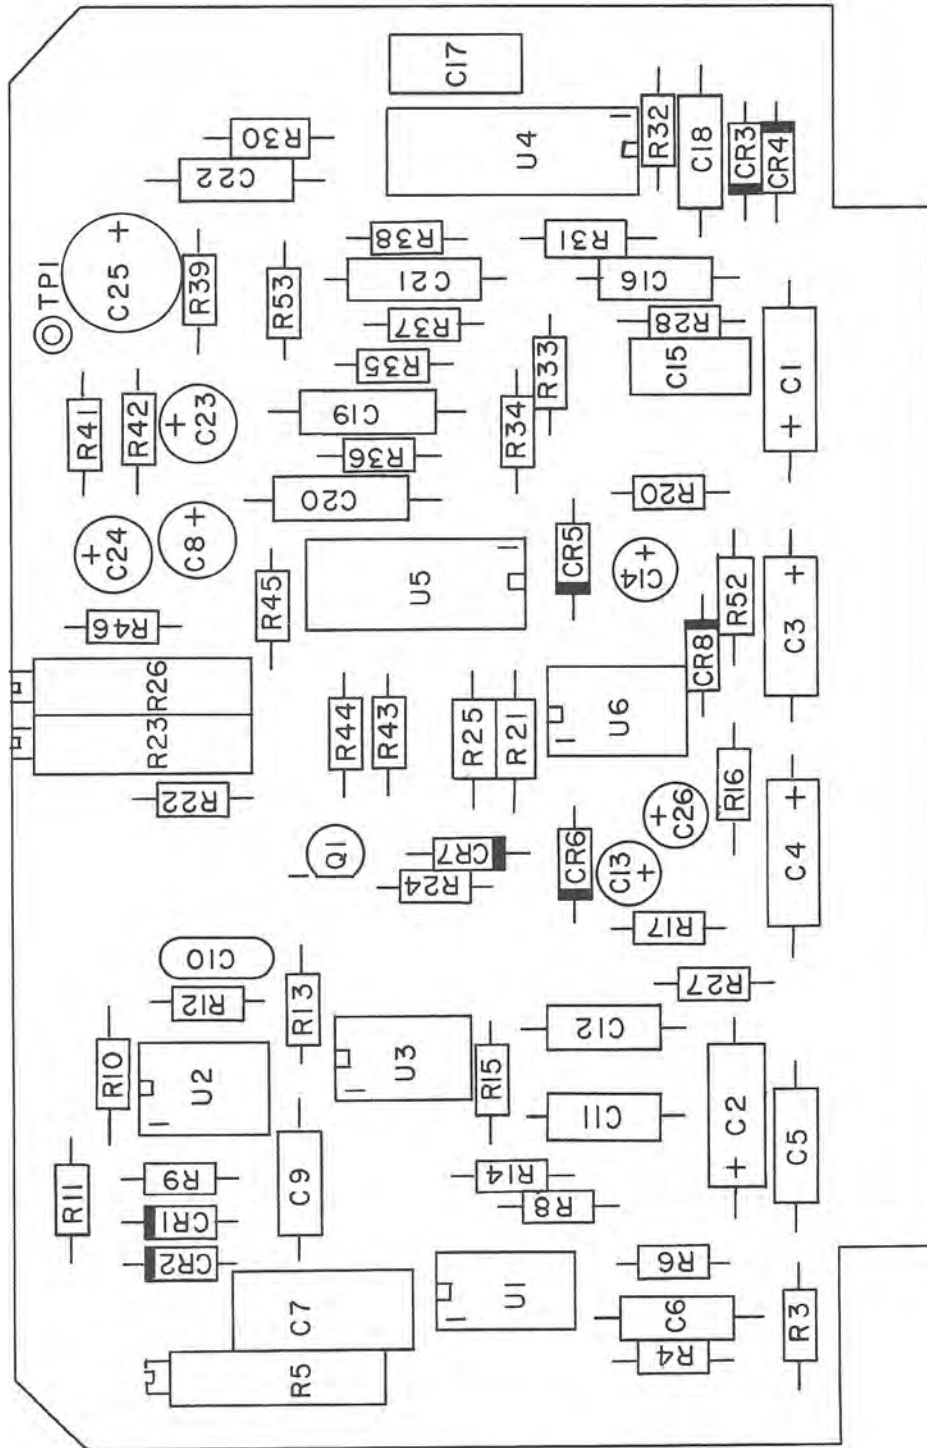 C17
R30
U4
R32
C18
CR3
CR4
C22
R38
R31
TP1
C25 +
R39
R53
C21
C16
R37
R28
R35
R33
C15
C1 +
R41
R42
+ C23
C19
R34
R36
R20
C20
+ C24
C8 +
R45
U5
CR5
C14 +
R52
C3 +
R46
CR8
R26
R23
R44
R43
R25
R21
U6
R16
R22
C26 +
C4 +
Q1
CR7
R24
CR6
C13 +
R17
C10
R12
R13
R27
C12
R10
U2
U3
R15
C11
C2 +
C5
R11
R9
CR1
CR2
C9
R14
R8
R6
C7
U1
C6
R3
R5
R4